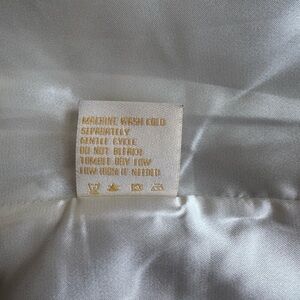 MACHINE WASH COLD
SEPARATELY
GENTLE CYCLE
DO NOT BLEACH
TUMBLE DRY LOW
LOW IRON IF NEEDED